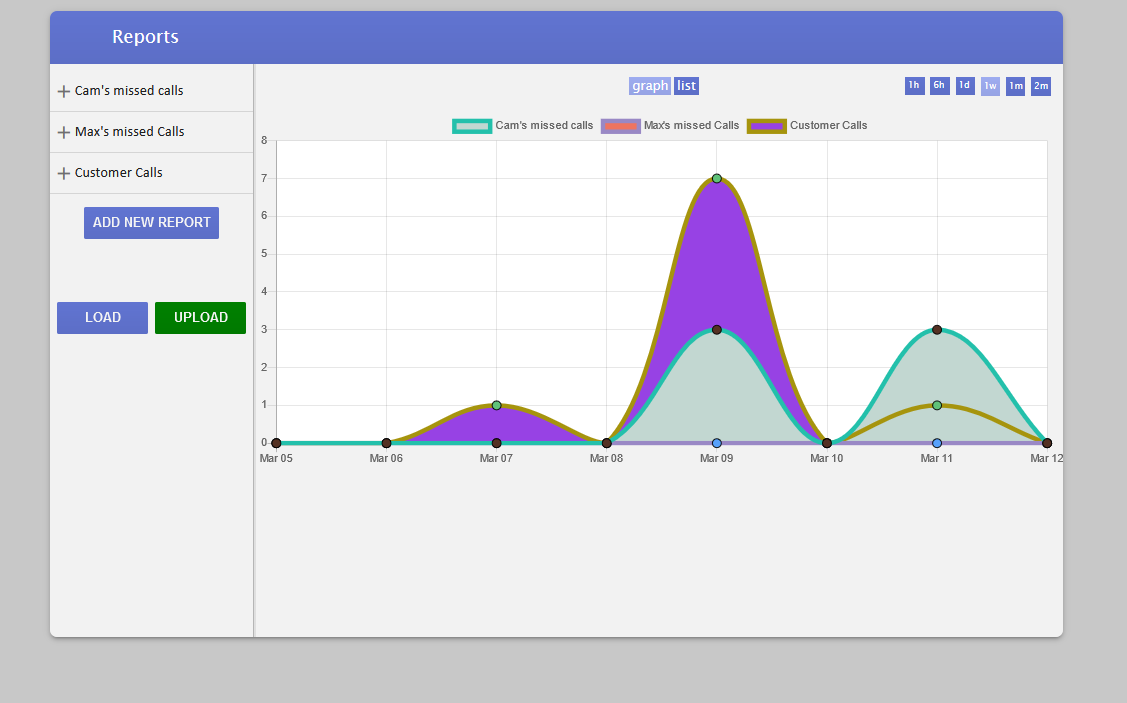 Reports
Cam's missed calls
Max's missed Calls
Customer Calls
ADD NEW REPORT
LOAD UPLOAD
graph list 1h 6h 1d 1w 1m 2m
Cam's missed calls Max's missed Calls Customer Calls
8
7
6
5
4
3
2
1
0
Mar 05 Mar 06 Mar 07 Mar 08 Mar 09 Mar 10 Mar 11 Mar 12